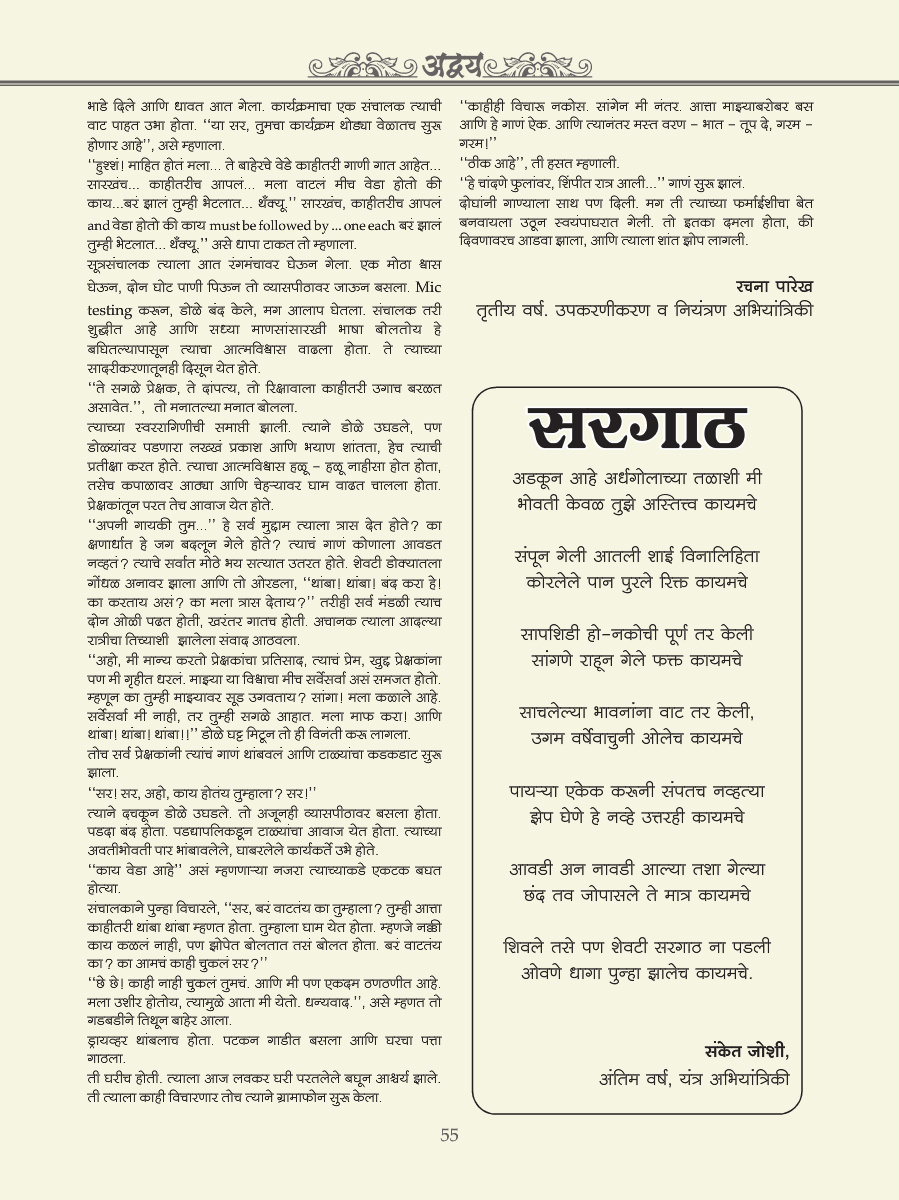 अद्वय
भाडे दिले आणि धावत आत गेला. कार्यक्रमाचा एक संचालक त्याची
वाट पाहत उभा होता. ‘‘या सर, तुमचा कार्यक्रम थोड्या वेळातच सुरू
होणार आहे’’, असे म्हणाला.
‘‘हुश्शं! माहित होतं मला... ते बाहेरचे वेडे काहीतरी गाणी गात आहेत...
सारखंच... काहीतरीच आपलं... मला वाटलं मीच वेडा होतो की
काय...बरं झालं तुम्ही भेटलात... थँक्यू.’’ सारखंच, काहीतरीच आपलं
and वेडा होतो की काय must be followed by ... one each बरं झालं
तुम्ही भेटलात... थँक्यू.’’ असे धापा टाकत तो म्हणाला.
सूत्रसंचालक त्याला आत रंगमंचावर घेऊन गेला. एक मोठा श्वास
घेऊन, दोन घोट पाणी पिऊन तो व्यासपीठावर जाऊन बसला. Mic
testing करून, डोळे बंद केले, मग आलाप घेतला. संचालक तरी
शुद्धीत आहे आणि सध्या माणसांसारखी भाषा बोलतोय हे
बघितल्यापासून त्याचा आत्मविश्वास वाढला होता. ते त्याच्या
सादरीकरणातूनही दिसून येत होते.
‘‘ते सगळे प्रेक्षक, ते दांपत्य, तो रिक्षावाला काहीतरी उगाच बरळत
असावेत.’’, तो मनातल्या मनात बोलला.
त्याच्या स्वररागिणीची समाप्ती झाली. त्याने डोळे उघडले, पण
डोळ्यांवर पडणारा लख्खं प्रकाश आणि भयाण शांतता, हेच त्याची
प्रतीक्षा करत होते. त्याचा आत्मविश्वास हळू – हळू नाहीसा होत होता,
तसेच कपाळावर आठ्या आणि चेहऱ्यावर घाम वाढत चालला होता.
प्रेक्षकांतून परत तेच आवाज येत होते.
‘‘अपनी गायकी तुम...’’ हे सर्व मुद्दाम त्याला त्रास देत होते? का
क्षणार्धात हे जग बदलून गेले होते? त्याचं गाणं कोणाला आवडत
नव्हतं? त्याचे सर्वात मोठे भय सत्यात उतरत होते. शेवटी डोक्यातला
गोंधळ अनावर झाला आणि तो ओरडला, ‘‘थांबा! थांबा! बंद करा हे!
का करताय असं? का मला त्रास देताय?’’ तरीही सर्व मंडळी त्याच
दोन ओळी पढत होती, खरंतर गातच होती. अचानक त्याला आदल्या
रात्रीचा तिच्याशी झालेला संवाद आठवला.
‘‘अहो, मी मान्य करतो प्रेक्षकांचा प्रतिसाद, त्याचं प्रेम, खुद्द प्रेक्षकांना
पण मी गृहीत धरलं. माझ्या या विश्वाचा मीच सर्वेसर्वा असं समजत होतो.
म्हणून का तुम्ही माझ्यावर सूड उगवताय? सांगा! मला कळाले आहे.
सर्वेसर्वा मी नाही, तर तुम्ही सगळे आहात. मला माफ करा! आणि
थांबा! थांबा! थांबा!!’’ डोळे घट्ट मिटून तो ही विनंती करू लागला.
तोच सर्व प्रेक्षकांनी त्यांचं गाणं थांबवलं आणि टाळ्यांचा कडकडाट सुरू
झाला.
‘‘सर! सर, अहो, काय होतंय तुम्हाला? सर!’’
त्याने दचकून डोळे उघडले. तो अजूनही व्यासपीठावर बसला होता.
पडदा बंद होता. पडद्यापलिकडून टाळ्यांचा आवाज येत होता. त्याच्या
अवतीभोवती पार भांबावलेले, घाबरलेले कार्यकर्ते उभे होते.
‘‘काय वेडा आहे’’ असं म्हणणाऱ्या नजरा त्याच्याकडे एकटक बघत
होत्या.
संचालकाने पुन्हा विचारले, ‘‘सर, बरं वाटतंय का तुम्हाला? तुम्ही आत्ता
काहीतरी थांबा थांबा म्हणत होता. तुम्हाला घाम येत होता. म्हणजे नक्की
काय कळलं नाही, पण झोपेत बोलतात तसं बोलत होता. बरं वाटतंय
का? का आमचं काही चुकलं सर?’’
‘‘छे छे! काही नाही चुकलं तुमचं. आणि मी पण एकदम ठणठणीत आहे.
मला उशीर होतोय, त्यामुळे आता मी येतो. धन्यवाद.’’, असे म्हणत तो
गडबडीने तिथून बाहेर आला.
ड्रायव्हर थांबलाच होता. पटकन गाडीत बसला आणि घरचा पत्ता
गाठला.
ती घरीच होती. त्याला आज लवकर घरी परतलेले बघून आश्चर्य झाले.
ती त्याला काही विचारणार तोच त्याने ग्रामाफोन सुरू केला.
‘‘काहीही विचारू नकोस. सांगेन मी नंतर. आत्ता माझ्याबरोबर बस
आणि हे गाणं ऐक. आणि त्यानंतर मस्त वरण – भात – तूप दे, गरम –
गरम!’’
‘‘ठीक आहे’’, ती हसत म्हणाली.
‘‘हे चांदणे फुलांवर, शिंपीत रात्र आली...’’ गाणं सुरू झालं.
दोघांनी गाण्याला साथ पण दिली. मग ती त्याच्या फर्माईशीचा बेत
बनवायला उठून स्वयंपाघरात गेली. तो इतका दमला होता, की
दिवाणावरच आडवा झाला, आणि त्याला शांत झोप लागली.
रचना पारेख
तृतीय वर्ष. उपकरणीकरण व नियंत्रण अभियांत्रिकी
सरगाठ
अडकून आहे अर्धगोलाच्या तळाशी मी
भोवती केवळ तुझे अस्तित्त्व कायमचे
संपून गेली आतली शाई विनालिहिता
कोरलेले पान पुरले रिक्त कायमचे
सापशिडी हो-नकोची पूर्ण तर केली
सांगणे राहून गेले फक्त कायमचे
साचलेल्या भावनांना वाट तर केली,
उगम वर्षेवाचुनी ओलेच कायमचे
पायऱ्या एकेक करूनी संपतच नव्हत्या
झेप घेणे हे नव्हे उत्तरही कायमचे
आवडी अन नावडी आल्या तशा गेल्या
छंद तव जोपासले ते मात्र कायमचे
शिवले तसे पण शेवटी सरगाठ ना पडली
ओवणे धागा पुन्हा झालेच कायमचे.
संकेत जोशी,
अंतिम वर्ष, यंत्र अभियांत्रिकी
55